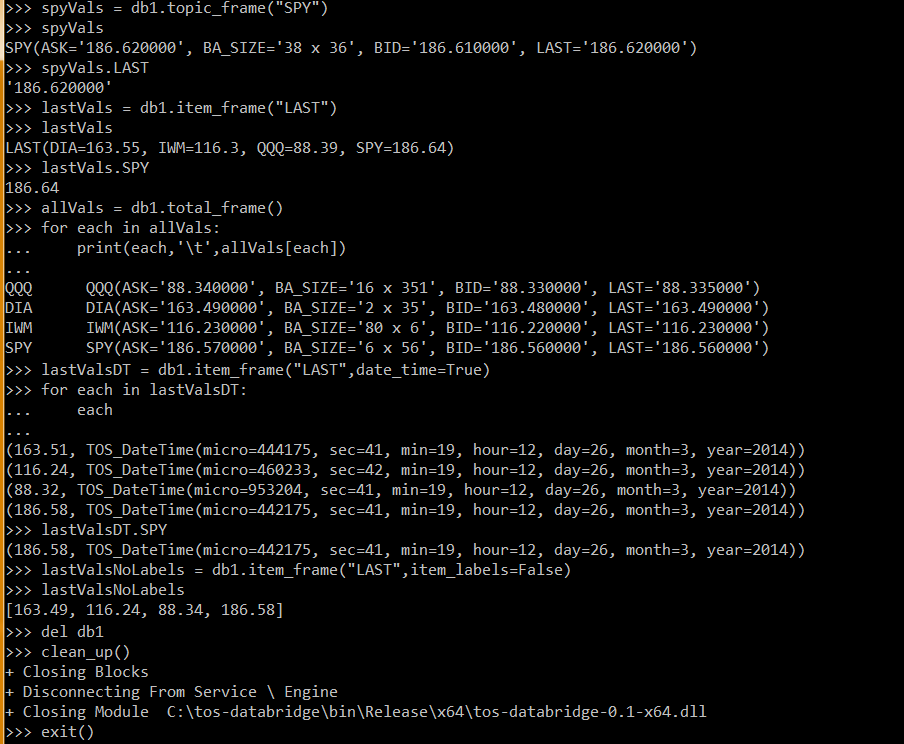 >>> spyVals = db1.topic_frame("SPY")
>>> spyVals
SPY(ASK='186.620000', BA_SIZE='38 x 36', BID='186.610000', LAST='186.620000')
>>> spyVals.LAST
'186.620000'
>>> lastVals = db1.item_frame("LAST")
>>> lastVals
LAST(DIA=163.55, IWM=116.3, QQQ=88.39, SPY=186.64)
>>> lastVals.SPY
186.64
>>> allVals = db1.total_frame()
>>> for each in allVals:
...     print(each,'\t',allVals[each])
...
QQQ      QQQ(ASK='88.340000', BA_SIZE='16 x 351', BID='88.330000', LAST='88.335000')
DIA      DIA(ASK='163.490000', BA_SIZE='2 x 35', BID='163.480000', LAST='163.490000')
IWM      IWM(ASK='116.230000', BA_SIZE='80 x 6', BID='116.220000', LAST='116.230000')
SPY      SPY(ASK='186.570000', BA_SIZE='6 x 56', BID='186.560000', LAST='186.560000')
>>> lastValsDT = db1.item_frame("LAST",date_time=True)
>>> for each in lastValsDT:
...     each
...
(163.51, TOS_DateTime(micro=444175, sec=41, min=19, hour=12, day=26, month=3, year=2014))
(116.24, TOS_DateTime(micro=460233, sec=42, min=19, hour=12, day=26, month=3, year=2014))
(88.32, TOS_DateTime(micro=953204, sec=41, min=19, hour=12, day=26, month=3, year=2014))
(186.58, TOS_DateTime(micro=442175, sec=41, min=19, hour=12, day=26, month=3, year=2014))
>>> lastValsDT.SPY
(186.58, TOS_DateTime(micro=442175, sec=41, min=19, hour=12, day=26, month=3, year=2014))
>>> lastValsNoLabels = db1.item_frame("LAST",item_labels=False)
>>> lastValsNoLabels
[163.49, 116.24, 88.34, 186.58]
>>> del db1
>>> clean_up()
+ Closing Blocks
+ Disconnecting From Service \ Engine
+ Closing Module  C:\tos-databridge\bin\Release\x64\tos-databridge-0.1-x64.dll
>>> exit()